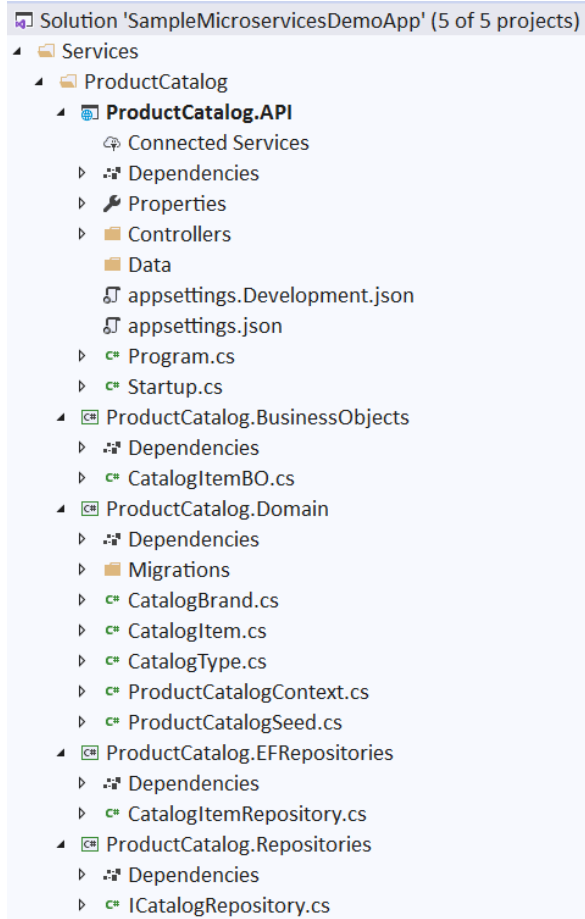 Solution 'SampleMicroservicesDemoApp' (5 of 5 projects)
Services
ProductCatalog
ProductCatalog.API
Connected Services
Dependencies
Properties
Controllers
Data
appsettings.Development.json
appsettings.json
C# Program.cs
C# Startup.cs
C# ProductCatalog.BusinessObjects
Dependencies
C# CatalogItemBO.cs
C# ProductCatalog.Domain
Dependencies
Migrations
C# CatalogBrand.cs
C# CatalogItem.cs
C# CatalogType.cs
C# ProductCatalogContext.cs
C# ProductCatalogSeed.cs
C# ProductCatalog.EFRepositories
Dependencies
C# CatalogItemRepository.cs
C# ProductCatalog.Repositories
Dependencies
C# ICatalogRepository.cs